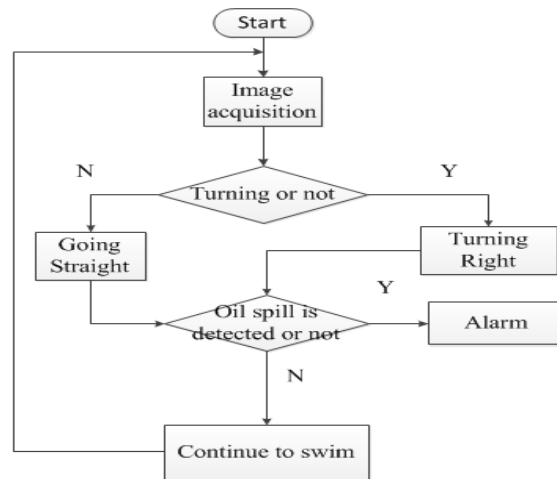 Start
Image
acquisition
N
Y
Turning or not
Going
Straight
Turning
Right
Y
Oil spill is
detected or not
Alarm
N
Continue to swim